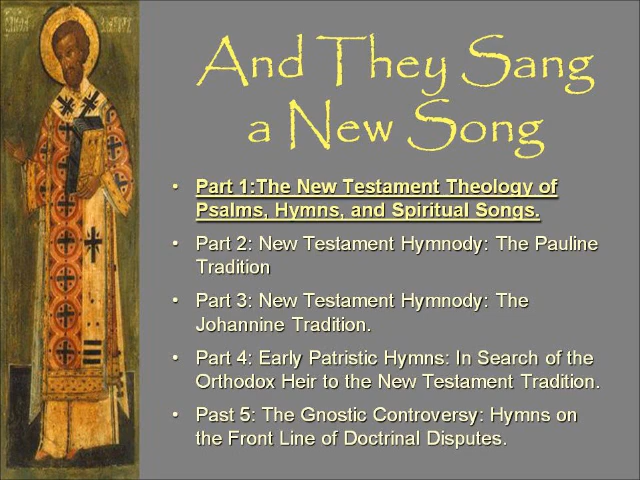 And They Sang
a New Song
• Part 1:The New Testament Theology of
Psalms, Hymns, and Spiritual Songs.
• Part 2: New Testament Hymnody: The Pauline
Tradition
• Part 3: New Testament Hymnody: The
Johannine Tradition.
• Part 4: Early Patristic Hymns: In Search of the
Orthodox Heir to the New Testament Tradition.
• Past 5: The Gnostic Controversy: Hymns on
the Front Line of Doctrinal Disputes.